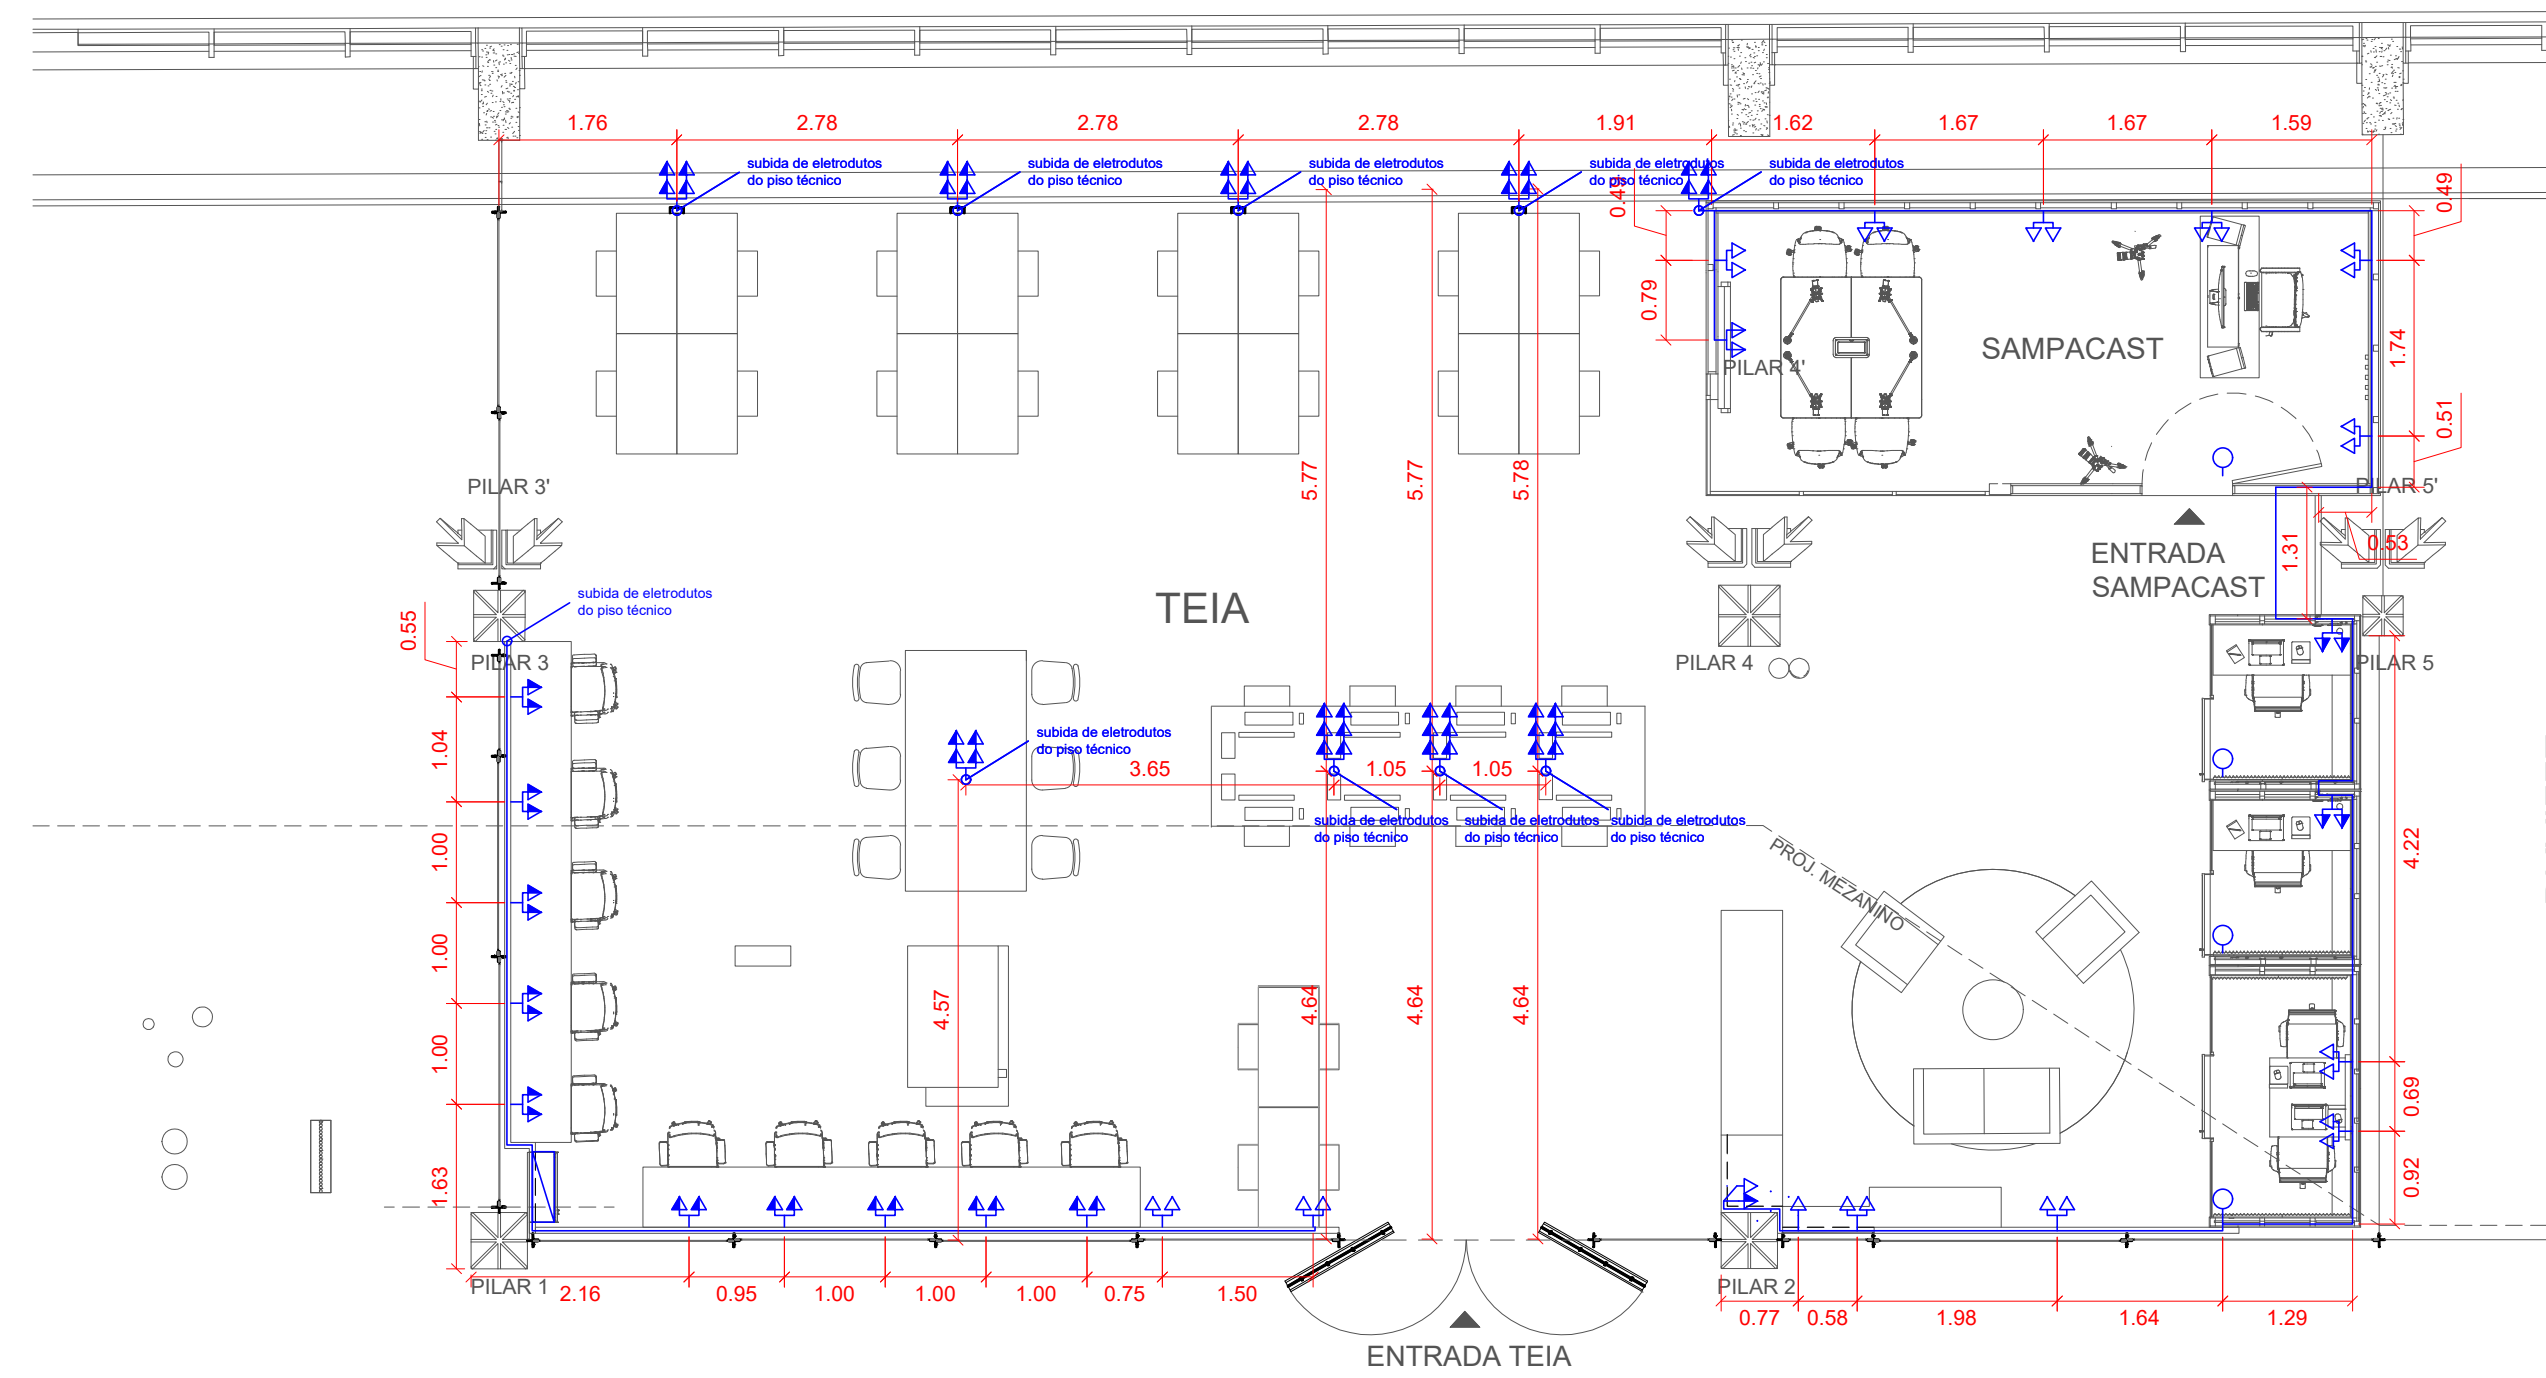 1.76
2.78
2.78
2.78
1.91
1.62
1.67
1.67
1.59
subida de eletrodutos
do piso técnico
subida de eletrodutos
do piso técnico
subida de eletrodutos
do piso técnico
subida de eletrodutos
do piso técnico
subida de eletrodutos
do piso técnico
0.49
0.79
0.49
1.74
0.51
SAMPACAST
PILAR 4'
PILAR 3'
PILAR 5'
5.77
5.77
5.78
0.53
1.31
ENTRADA
SAMPACAST
TEIA
subida de eletrodutos
do piso técnico
0.55
PILAR 3
PILAR 4
PILAR 5
1.04
subida de eletrodutos
do piso técnico
3.65
1.05
1.05
subida de eletrodutos
do piso técnico
subida de eletrodutos
do piso técnico
subida de eletrodutos
do piso técnico
PROJ. MEZANINO
4.22
1.00
1.00
1.00
4.57
4.64
4.64
4.64
0.69
0.92
1.63
PILAR 1
PILAR 2
2.16
0.95
1.00
1.00
1.00
0.75
1.50
0.77
0.58
1.98
1.64
1.29
ENTRADA TEIA